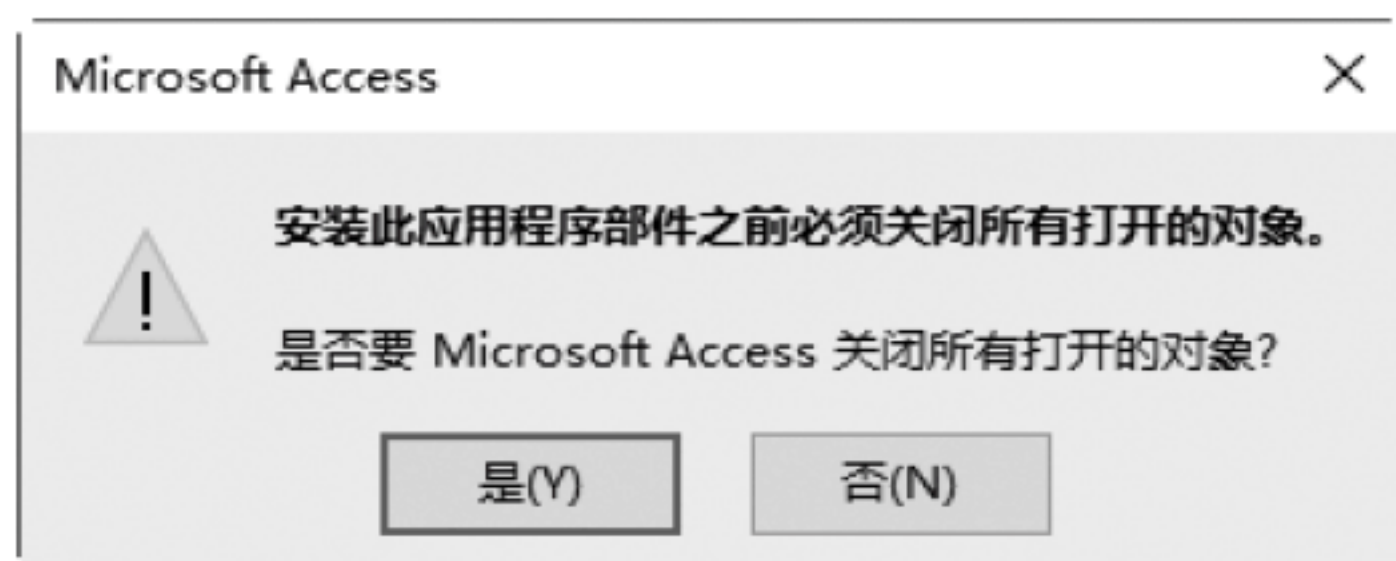 Microsoft Access
安装此应用程序部件之前必须关闭所有打开的对象。
是否要 Microsoft Access 关闭所有打开的对象?
是(Y)
否(N)